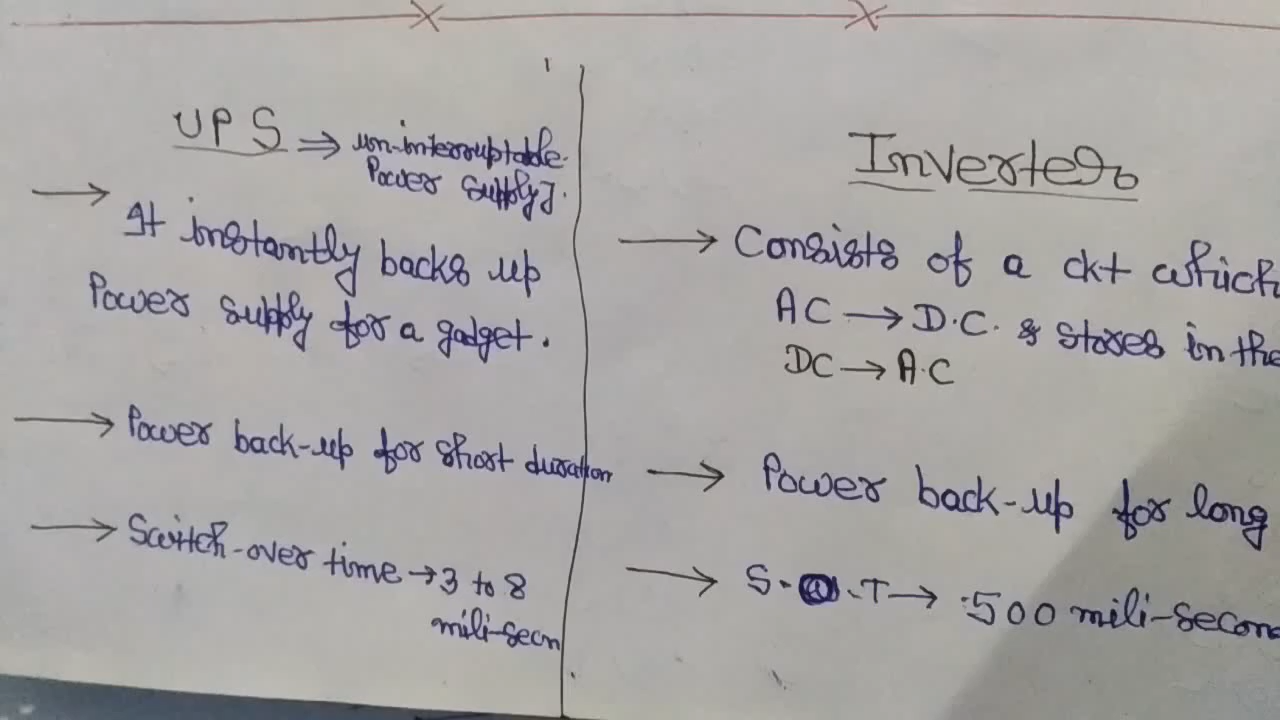 UPS ⇒ un-interruptable
Power Supply].
→ It instantly backs up
Power supply for a gadget.
→ Power back-up for short duration
→ Switch-over time → 3 to 8
mili-secn
Inverter
→ Consists of a ckt which
AC → D.C. & stores in the
DC → A.C
→ Power back-up for long
→ S. .T → 500 mili-second